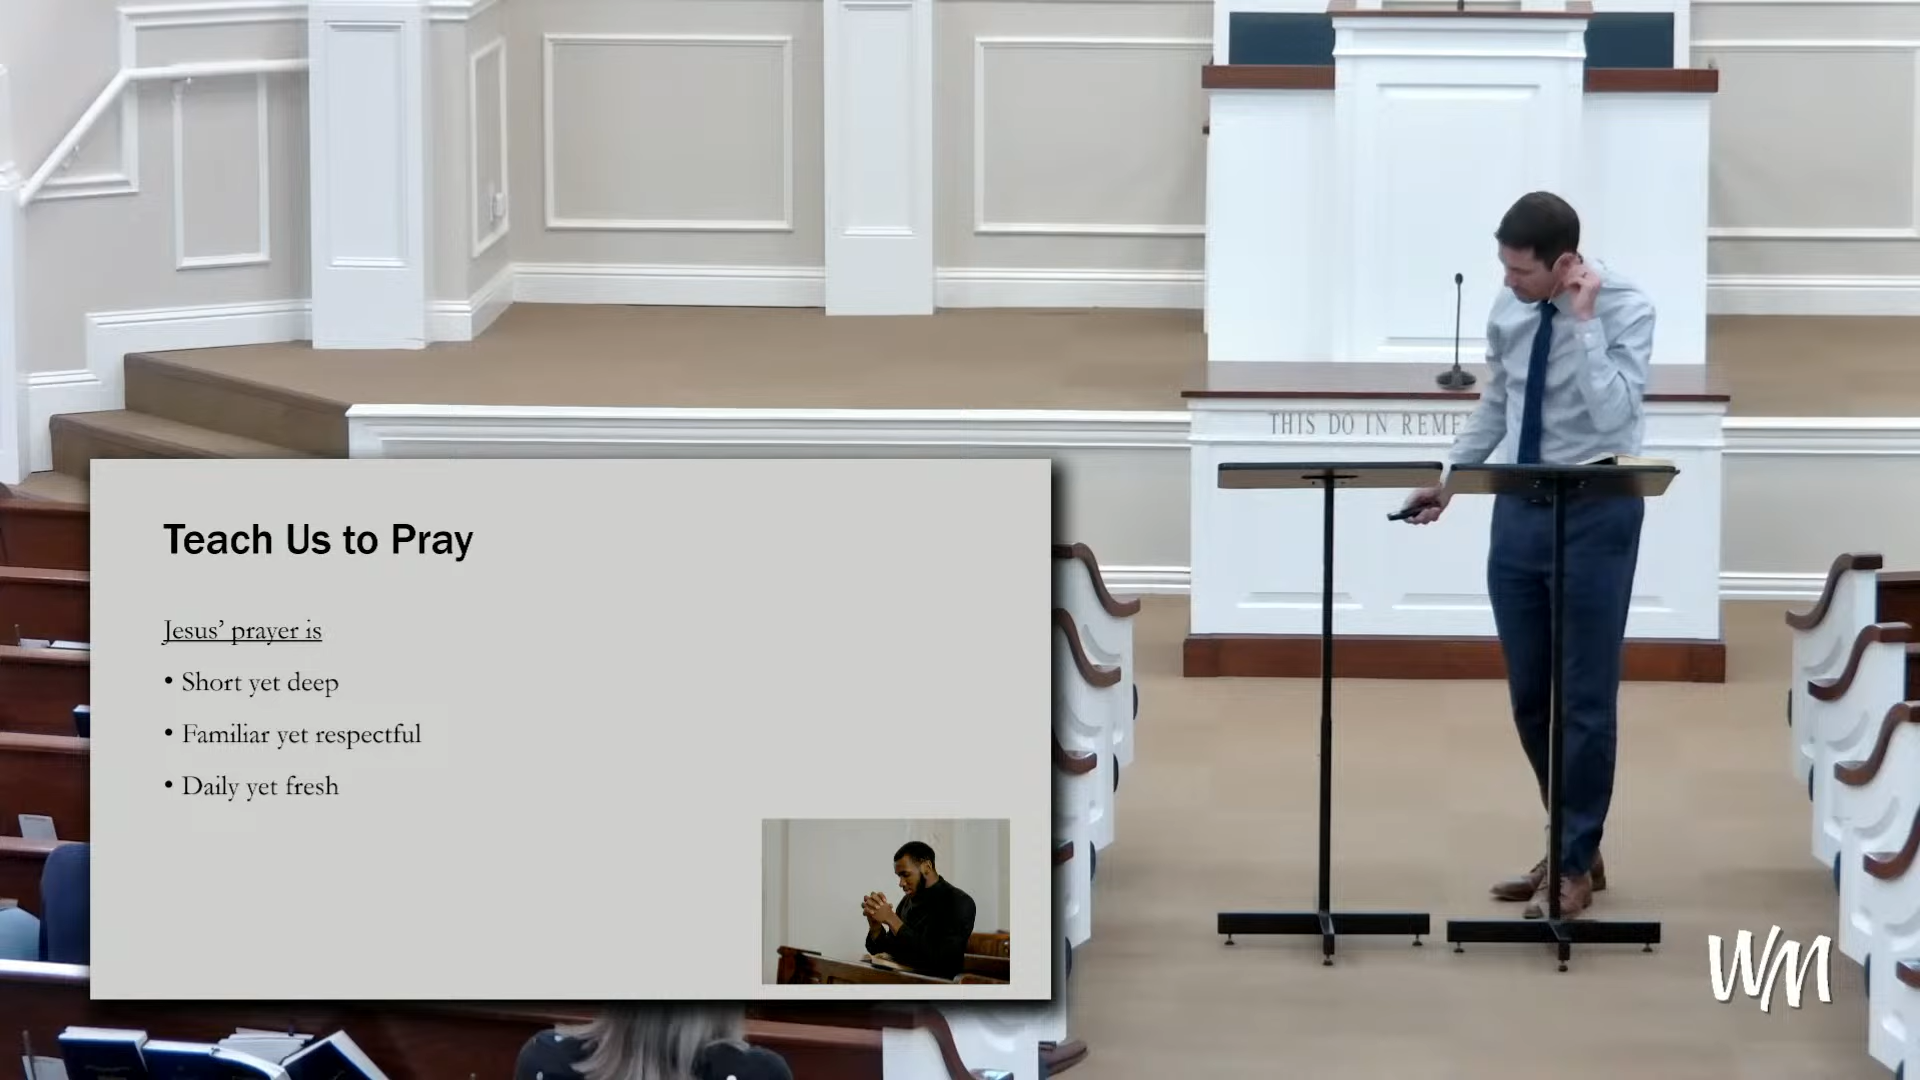 THIS DO IN REME
Teach Us to Pray
Jesus’ prayer is
• Short yet deep
• Familiar yet respectful
• Daily yet fresh
WM